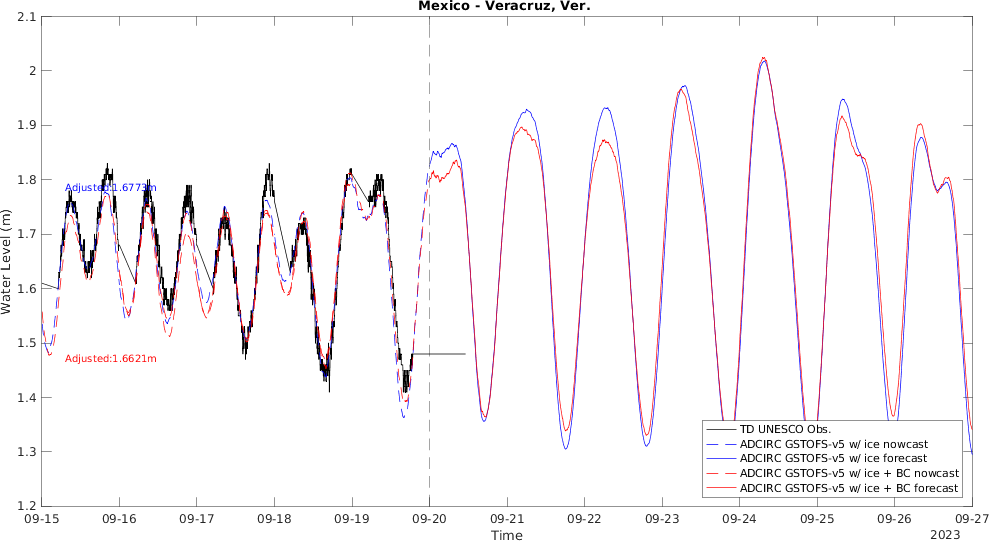 Mexico - Veracruz, Ver.
2.1
2
1.9
1.8
1.7
1.6
1.5
1.4
1.3
1.2
Water Level (m)
Adjusted:1.6773m
Adjusted:1.6621m
TD UNESCO Obs.
ADCIRC GSTOFS-v5 w/ ice nowcast
ADCIRC GSTOFS-v5 w/ ice forecast
ADCIRC GSTOFS-v5 w/ ice + BC nowcast
ADCIRC GSTOFS-v5 w/ ice + BC forecast
09-15 09-16 09-17 09-18 09-19 09-20 09-21 09-22 09-23 09-24 09-25 09-26 09-27
Time
2023